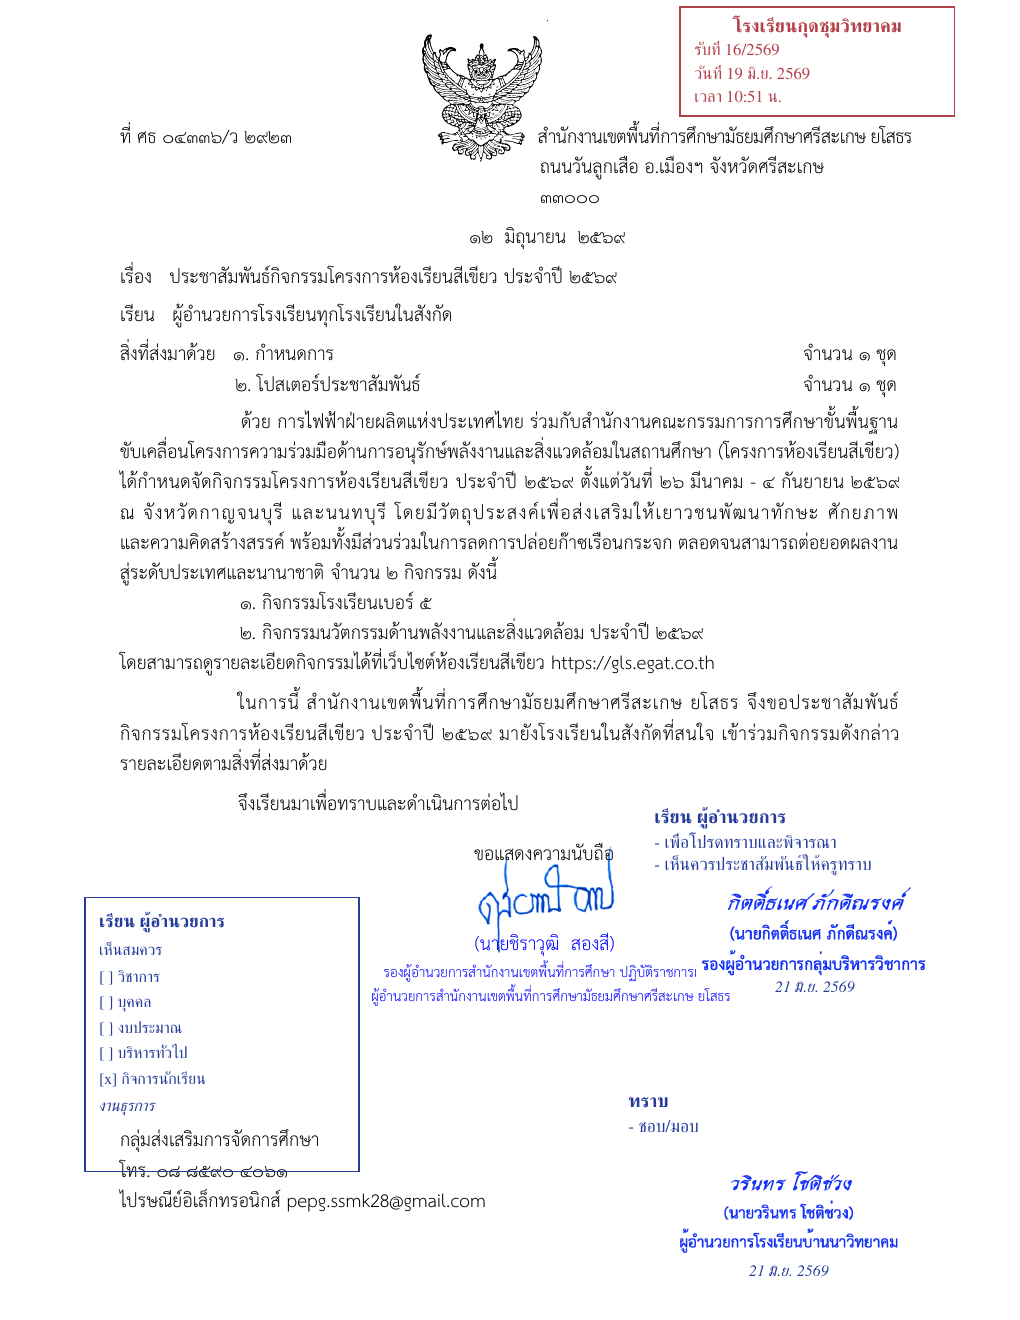 โรงเรียนกุดชุมวิทยาคม
รับที่ 16/2569
วันที่ 19 มิ.ย. 2569
เวลา 10:51 น.
ที่ ศธ ๐๔๓๓๖/ว ๒๙๒๓
สำนักงานเขตพื้นที่การศึกษามัธยมศึกษาศรีสะเกษ ยโสธร
ถนนวันลูกเสือ อ.เมืองฯ จังหวัดศรีสะเกษ
๓๓๐๐๐
๑๒ มิถุนายน ๒๕๖๙
เรื่อง ประชาสัมพันธ์กิจกรรมโครงการห้องเรียนสีเขียว ประจำปี ๒๕๖๙
เรียน ผู้อำนวยการโรงเรียนทุกโรงเรียนในสังกัด
สิ่งที่ส่งมาด้วย ๑. กำหนดการ จำนวน ๑ ชุด
๒. โปสเตอร์ประชาสัมพันธ์ จำนวน ๑ ชุด
ด้วย การไฟฟ้าฝ่ายผลิตแห่งประเทศไทย ร่วมกับสำนักงานคณะกรรมการการศึกษาขั้นพื้นฐาน
ขับเคลื่อนโครงการความร่วมมือด้านการอนุรักษ์พลังงานและสิ่งแวดล้อมในสถานศึกษา (โครงการห้องเรียนสีเขียว)
ได้กำหนดจัดกิจกรรมโครงการห้องเรียนสีเขียว ประจำปี ๒๕๖๙ ตั้งแต่วันที่ ๒๖ มีนาคม - ๔ กันยายน ๒๕๖๙
ณ จังหวัดกาญจนบุรี และนนทบุรี โดยมีวัตถุประสงค์เพื่อส่งเสริมให้เยาวชนพัฒนาทักษะ ศักยภาพ
และความคิดสร้างสรรค์ พร้อมทั้งมีส่วนร่วมในการลดการปล่อยก๊าซเรือนกระจก ตลอดจนสามารถต่อยอดผลงาน
สู่ระดับประเทศและนานาชาติ จำนวน ๒ กิจกรรม ดังนี้
๑. กิจกรรมโรงเรียนเบอร์ ๕
๒. กิจกรรมนวัตกรรมด้านพลังงานและสิ่งแวดล้อม ประจำปี ๒๕๖๙
โดยสามารถดูรายละเอียดกิจกรรมได้ที่เว็บไซต์ห้องเรียนสีเขียว https://gls.egat.co.th
ในการนี้ สำนักงานเขตพื้นที่การศึกษามัธยมศึกษาศรีสะเกษ ยโสธร จึงขอประชาสัมพันธ์
กิจกรรมโครงการห้องเรียนสีเขียว ประจำปี ๒๕๖๙ มายังโรงเรียนในสังกัดที่สนใจ เข้าร่วมกิจกรรมดังกล่าว
รายละเอียดตามสิ่งที่ส่งมาด้วย
จึงเรียนมาเพื่อทราบและดำเนินการต่อไป
ขอแสดงความนับถือ
(นายชิราวุฒิ สองสี)
รองผู้อำนวยการสำนักงานเขตพื้นที่การศึกษา ปฏิบัติราชการแ
ผู้อำนวยการสำนักงานเขตพื้นที่การศึกษามัธยมศึกษาศรีสะเกษ ยโสธร
เรียน ผู้อำนวยการ
- เพื่อโปรดทราบและพิจารณา
- เห็นควรประชาสัมพันธ์ให้ครูทราบ
กิตติ์ธเนศ ภักดีณรงค์
(นายกิตติ์ธเนศ ภักดีณรงค์)
รองผู้อำนวยการกลุ่มบริหารวิชาการ
21 มิ.ย. 2569
เรียน ผู้อำนวยการ
เห็นสมควร
[ ] วิชาการ
[ ] บุคคล
[ ] งบประมาณ
[ ] บริหารทั่วไป
[x] กิจการนักเรียน
งานธุรการ
กลุ่มส่งเสริมการจัดการศึกษา
โทร. ๐๘ ๘๕๙๐ ๔๐๖๑
ไปรษณีย์อิเล็กทรอนิกส์ pepg.ssmk28@gmail.com
ทราบ
- ชอบ/มอบ
วรินทร โชติช่วง
(นายวรินทร โชติช่วง)
ผู้อำนวยการโรงเรียนบ้านนาวิทยาคม
21 มิ.ย. 2569